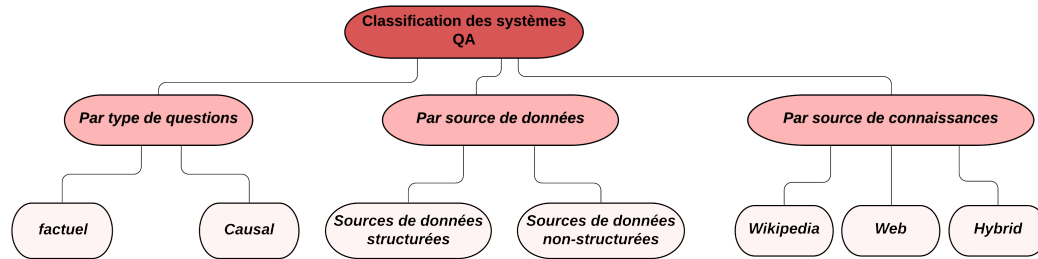 Classification des systèmes
QA
Par type de questions
Par source de données
Par source de connaissances
factuel
Causal
Sources de données
structurées
Sources de données
non-structurées
Wikipedia
Web
Hybrid